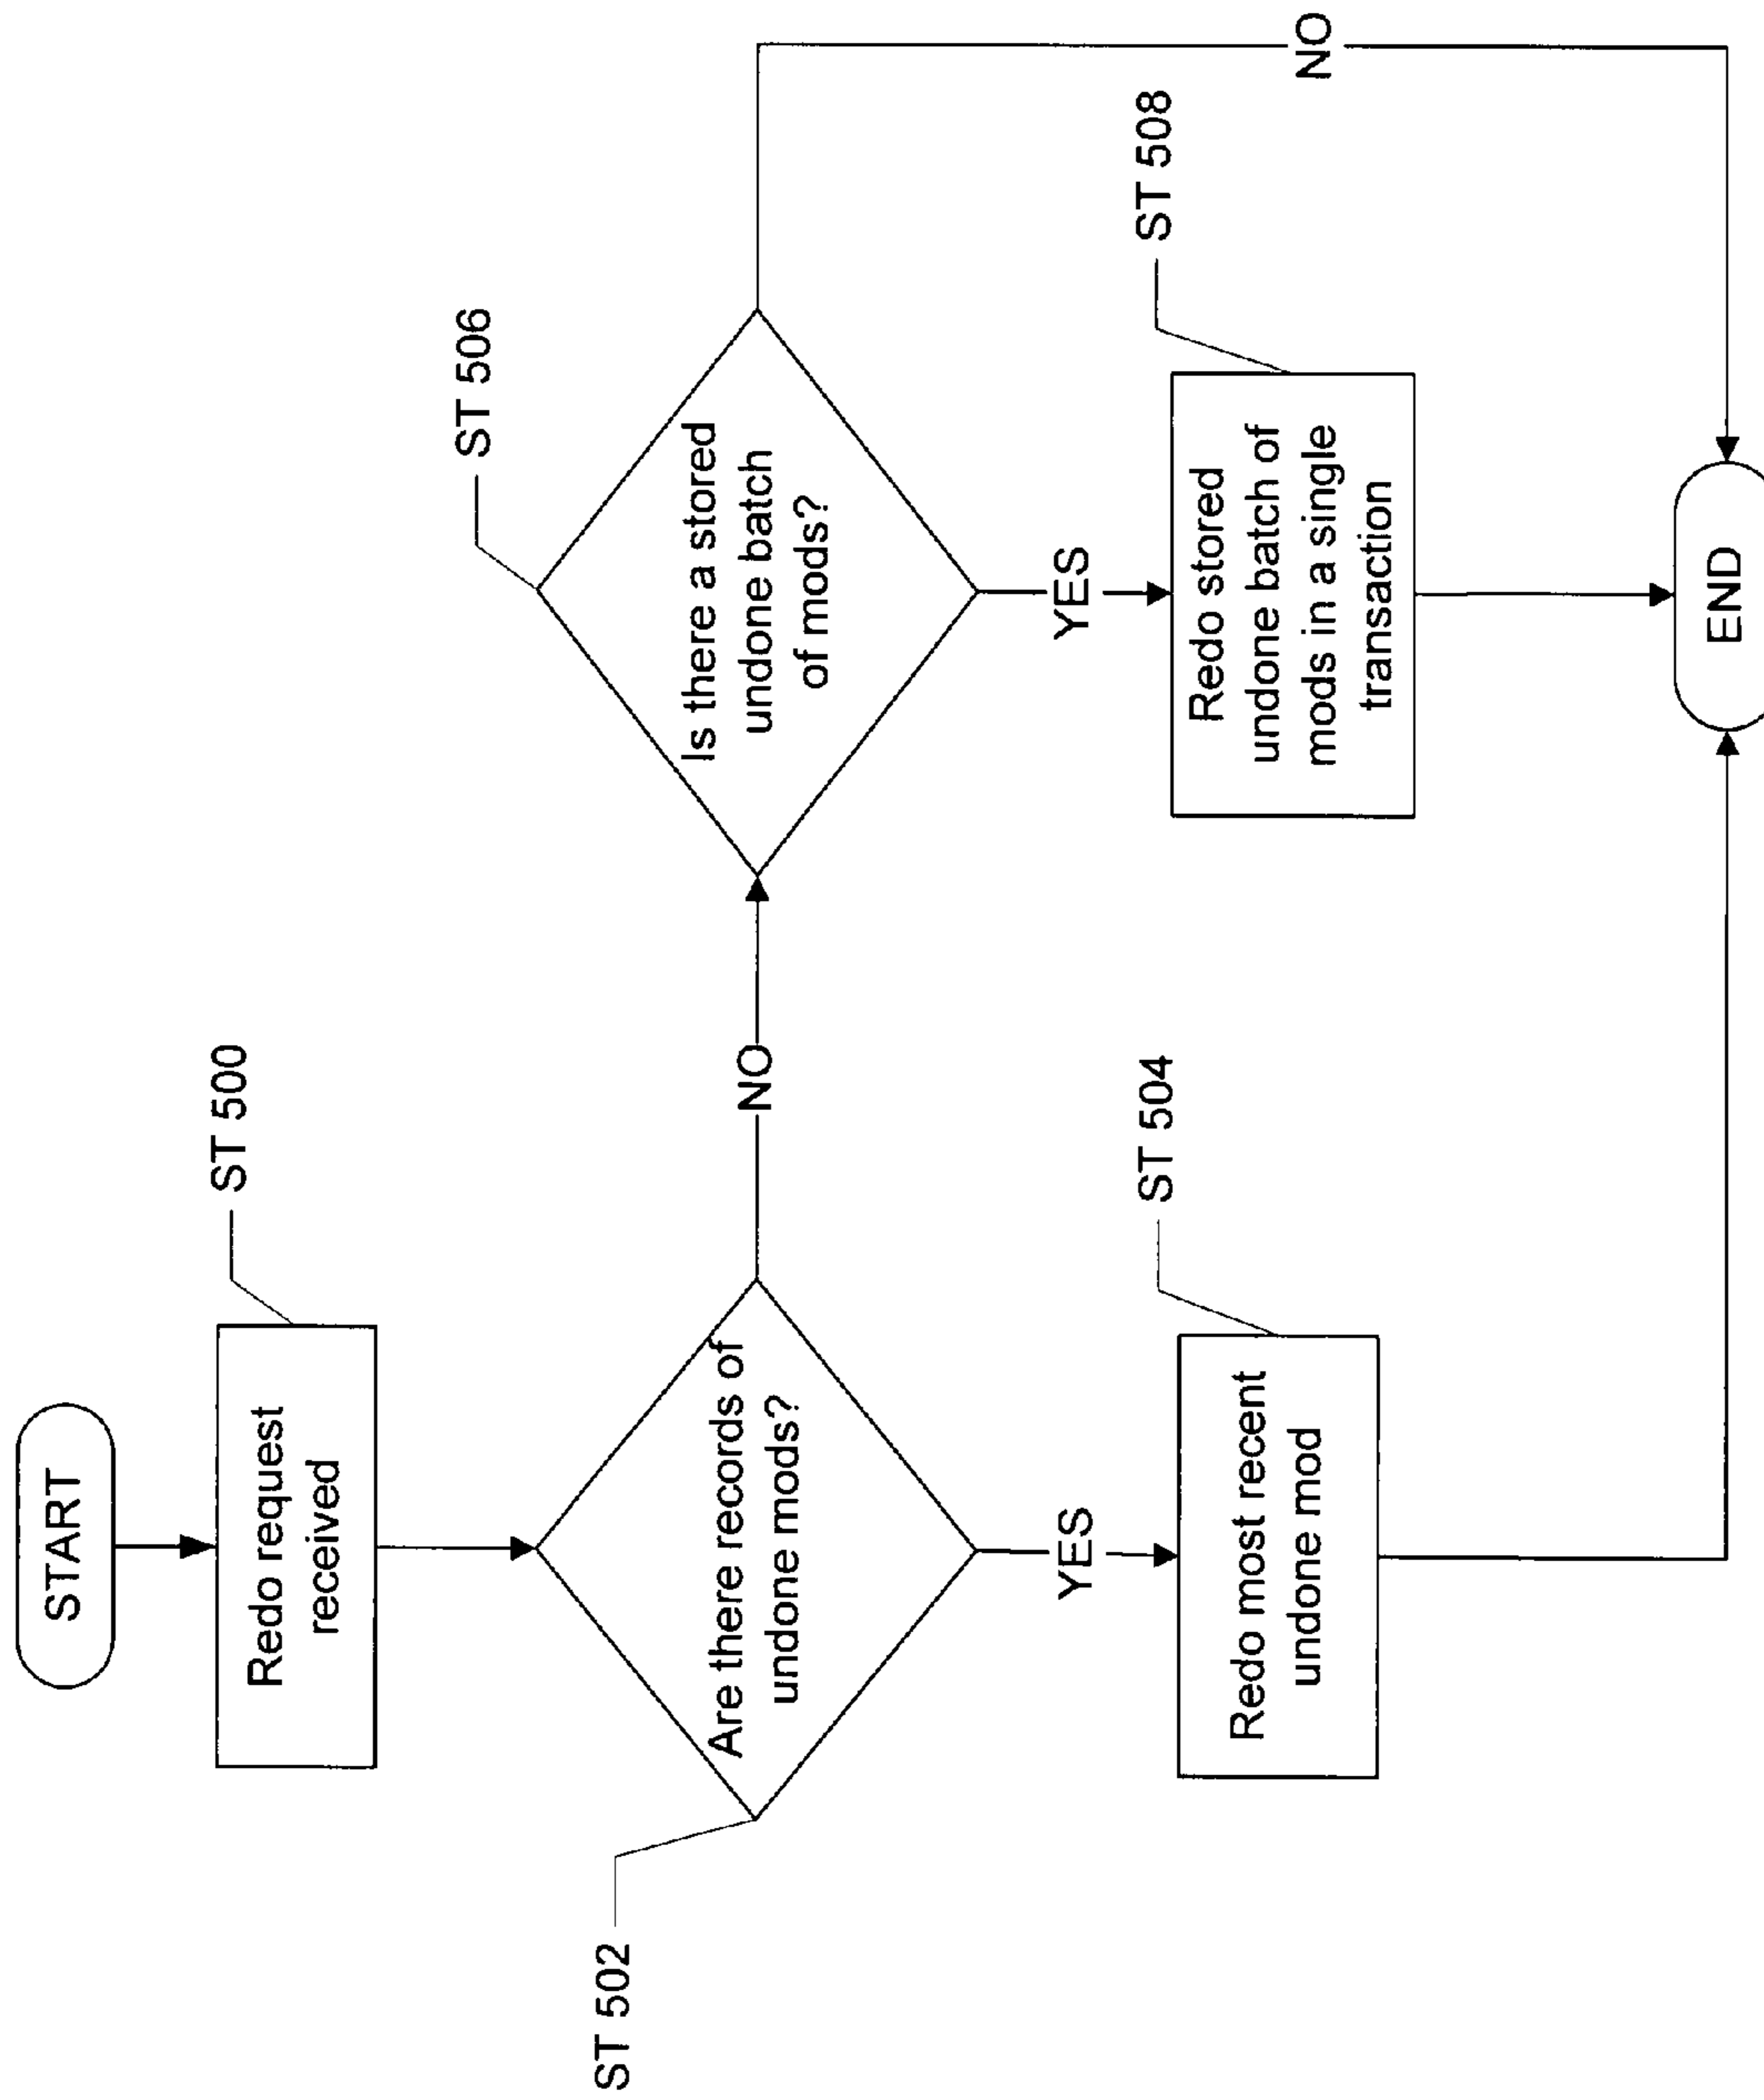 START
Redo request
received
ST 500
Are there records of
undone mods?
ST 502
NO
YES
Redo most recent
undone mod
ST 504
Is there a stored
undone batch
of mods?
ST 506
YES
NO
Redo stored
undone batch of
mods in a single
transaction
ST 508
END